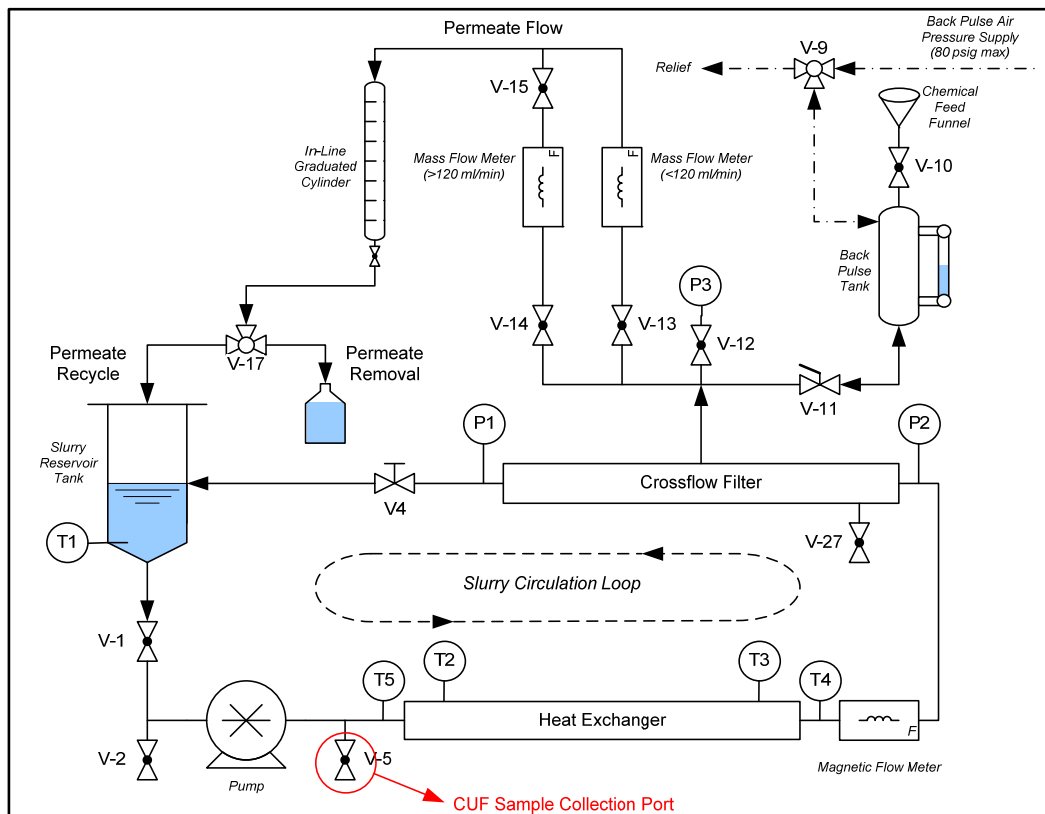 Permeate Flow
Back Pulse Air
Pressure Supply
(80 psig max)
V-9
Relief
V-15
Chemical
Feed
Funnel
In-Line
Graduated
Cylinder
Mass Flow Meter
(>120 ml/min)
F
F
Mass Flow Meter
(<120 ml/min)
V-10
Back
Pulse
Tank
P3
V-14
V-13
V-12
V-17
Permeate
Recycle
Permeate
Removal
V-11
P1
P2
Slurry
Reservoir
Tank
Crossflow Filter
V4
T1
V-27
Slurry Circulation Loop
V-1
T2
T3
T5
T4
Heat Exchanger
F
V-2
V-5
Pump
Magnetic Flow Meter
CUF Sample Collection Port